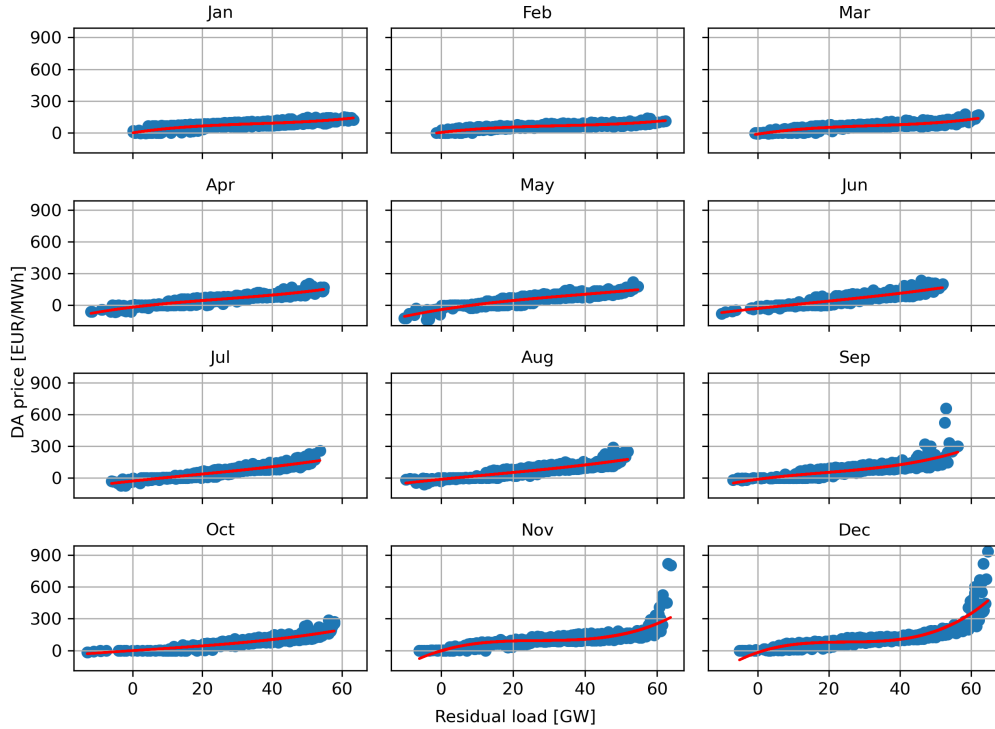 Jan Feb Mar
900
600
300
0
Apr May Jun
900
600
300
0
Jul Aug Sep
900
600
300
0
Oct Nov Dec
900
600
300
0
0 20 40 60 0 20 40 60 0 20 40 60
DA price [EUR/MWh]
Residual load [GW]